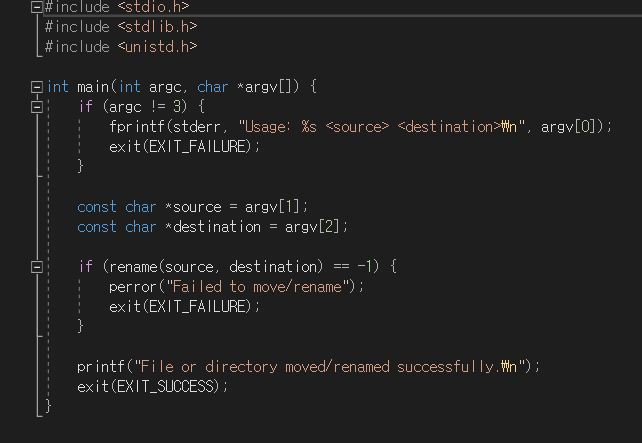 #include <stdio.h>
#include <stdlib.h>
#include <unistd.h>
int main(int argc, char *argv[]) {
if (argc != 3) {
fprintf(stderr, "Usage: %s <source> <destination>₩n", argv[0]);
exit(EXIT_FAILURE);
}
const char *source = argv[1];
const char *destination = argv[2];
if (rename(source, destination) == -1) {
perror("Failed to move/rename");
exit(EXIT_FAILURE);
}
printf("File or directory moved/renamed successfully.₩n");
exit(EXIT_SUCCESS);
}